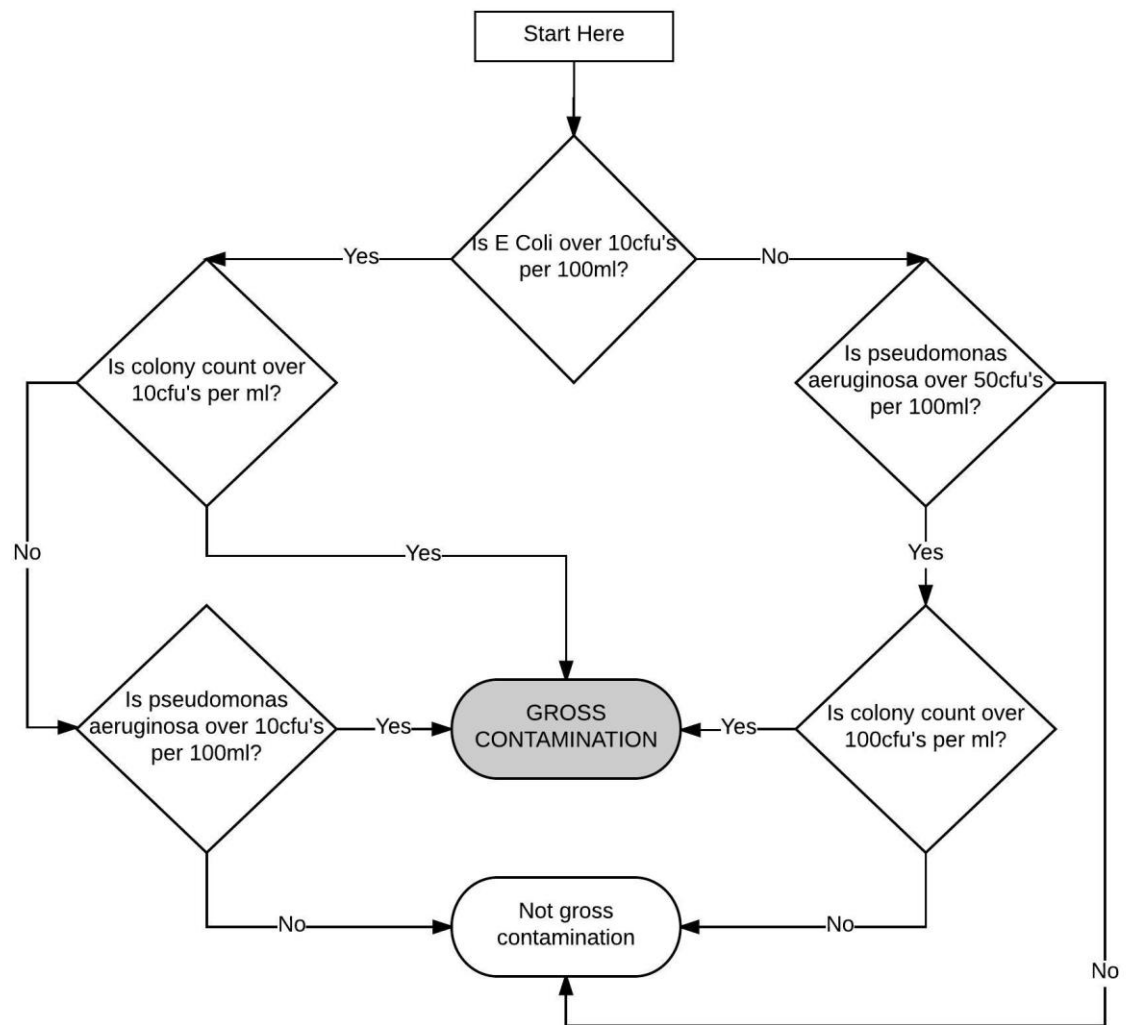 Start Here
Is E Coli over 10cfu's
per 100ml?
Yes
No
Is colony count over
10cfu's per ml?
Is pseudomonas
aeruginosa over 50cfu's
per 100ml?
No
Yes
Yes
Is pseudomonas
aeruginosa over 10cfu's
per 100ml?
Yes
GROSS
CONTAMINATION
Yes
Is colony count over
100cfu's per ml?
No
Not gross
contamination
No
No